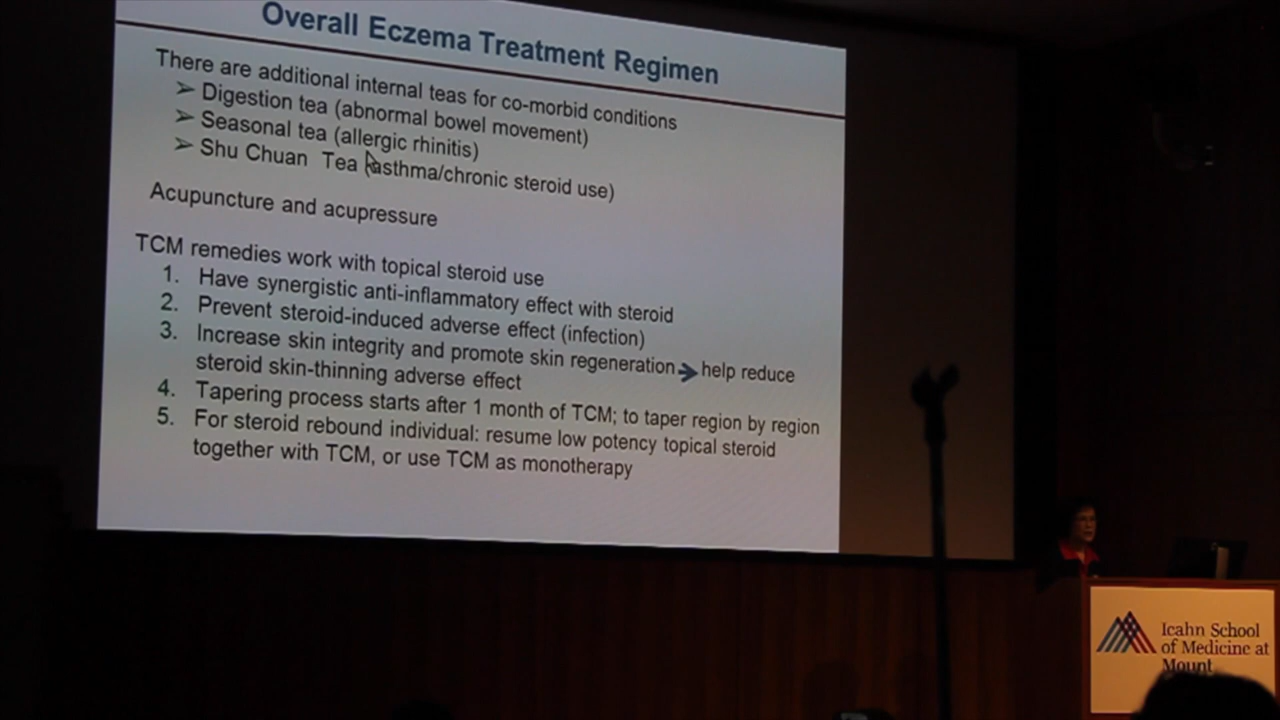 Overall Eczema Treatment Regimen
There are additional internal teas for co-morbid conditions
➢ Digestion tea (abnormal bowel movement)
➢ Seasonal tea (allergic rhinitis)
➢ Shu Chuan Tea (asthma/chronic steroid use)
Acupuncture and acupressure
TCM remedies work with topical steroid use
1. Have synergistic anti-inflammatory effect with steroid
2. Prevent steroid-induced adverse effect (infection)
3. Increase skin integrity and promote skin regeneration → help reduce
steroid skin-thinning adverse effect
4. Tapering process starts after 1 month of TCM; to taper region by region
5. For steroid rebound individual: resume low potency topical steroid
together with TCM, or use TCM as monotherapy
Icahn School
of Medicine at
Mount